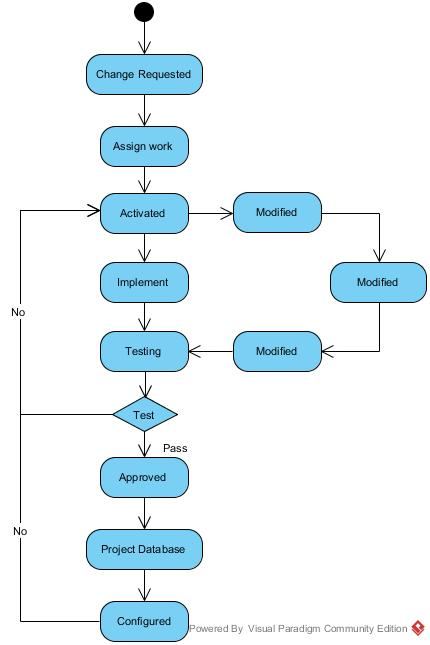 Change Requested
Assign work
Activated
Modified
Implement
Modified
No
Testing
Modified
Test
Pass
Approved
No
Project Database
Configured
Powered By Visual Paradigm Community Edition